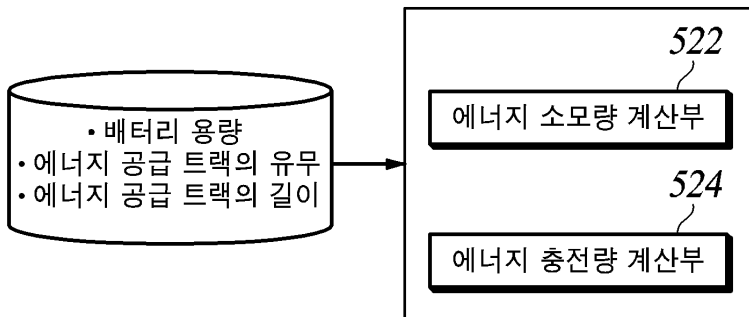 • 배터리 용량
• 에너지 공급 트랙의 유무
• 에너지 공급 트랙의 길이
522
에너지 소모량 계산부
524
에너지 충전량 계산부